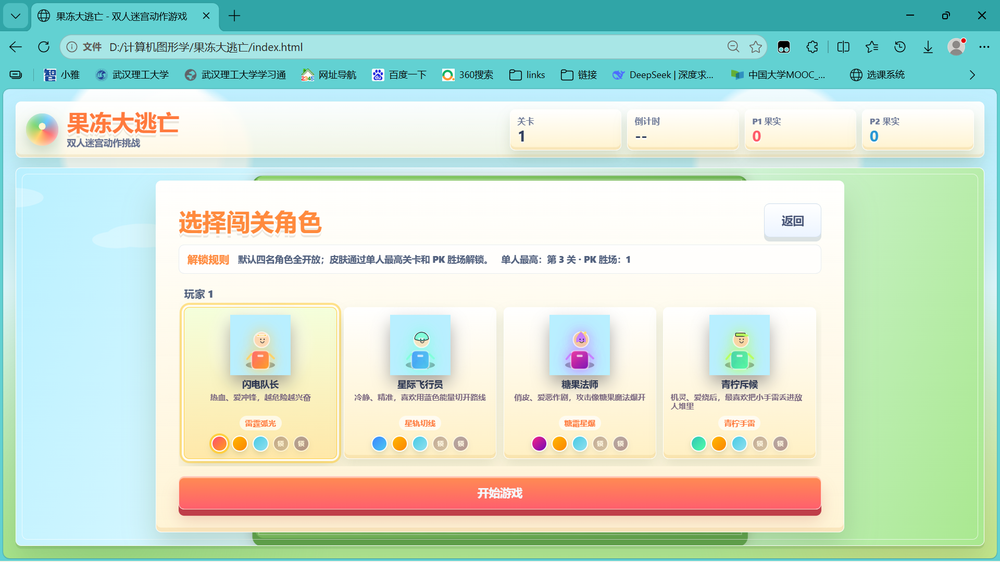 果冻大逃亡 - 双人迷宫动作游戏
文件 D:/计算机图形学/果冻大逃亡/index.html
智 小雅 武汉理工大学 武汉理工大学学习通 2345 网址导航 du 百度一下 360搜索 links 链接 DeepSeek | 深度求... 中国大学MOOC_... 选课系统
果冻大逃亡
双人迷宫动作挑战
关卡
1
倒计时
--
P1 果实
0
P2 果实
0
选择闯关角色
返回
解锁规则 默认四名角色全开放；皮肤通过单人最高关卡和 PK 胜场解锁。 单人最高：第 3 关 · PK 胜场：1
玩家 1
闪电队长
热血、爱冲锋，越危险越兴奋
雷霆弧光
锁 锁
星际飞行员
冷静、精准，喜欢用蓝色能量切开路线
星轨切线
锁 锁
糖果法师
俏皮、爱恶作剧，攻击像糖果魔法爆开
糖霜星爆
锁 锁
青柠斥候
机灵、爱绕后，最喜欢把小手雷丢进敌
人堆里
青柠手雷
锁 锁
开始游戏